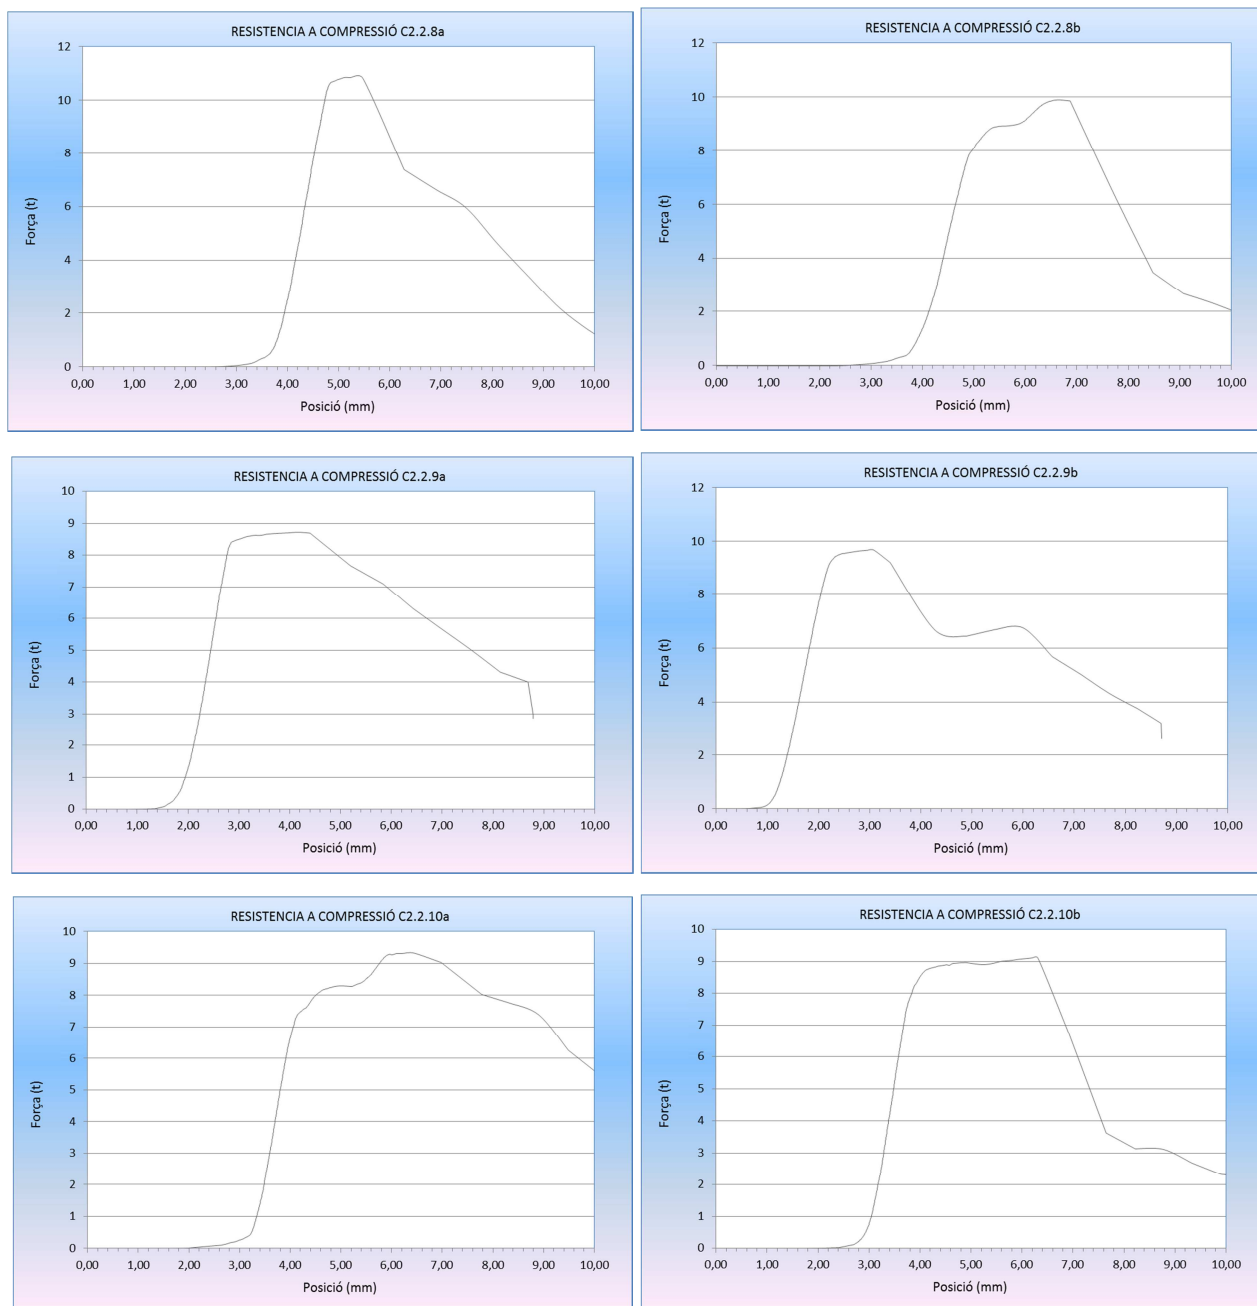 RESISTENCIA A COMPRESSIÓ C2.2.8a
Força (t)
12
10
8
6
4
2
0
0,00 1,00 2,00 3,00 4,00 5,00 6,00 7,00 8,00 9,00 10,00
Posició (mm)
RESISTENCIA A COMPRESSIÓ C2.2.8b
Força (t)
12
10
8
6
4
2
0
0,00 1,00 2,00 3,00 4,00 5,00 6,00 7,00 8,00 9,00 10,00
Posició (mm)
RESISTENCIA A COMPRESSIÓ C2.2.9a
Força (t)
10
9
8
7
6
5
4
3
2
1
0
0,00 1,00 2,00 3,00 4,00 5,00 6,00 7,00 8,00 9,00 10,00
Posició (mm)
RESISTENCIA A COMPRESSIÓ C2.2.9b
Força (t)
12
10
8
6
4
2
0
0,00 1,00 2,00 3,00 4,00 5,00 6,00 7,00 8,00 9,00 10,00
Posició (mm)
RESISTENCIA A COMPRESSIÓ C2.2.10a
Força (t)
10
9
8
7
6
5
4
3
2
1
0
0,00 1,00 2,00 3,00 4,00 5,00 6,00 7,00 8,00 9,00 10,00
Posició (mm)
RESISTENCIA A COMPRESSIÓ C2.2.10b
Força (t)
10
9
8
7
6
5
4
3
2
1
0
0,00 1,00 2,00 3,00 4,00 5,00 6,00 7,00 8,00 9,00 10,00
Posició (mm)